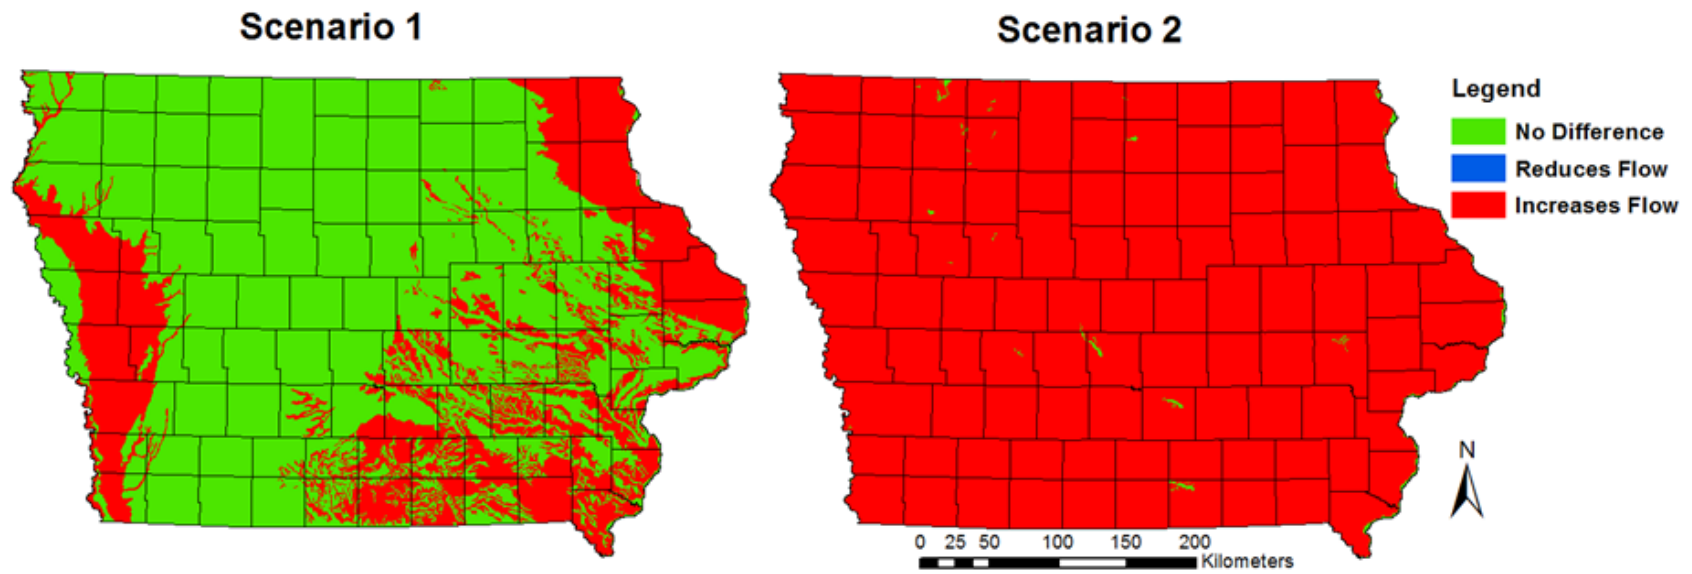 Scenario 1
Scenario 2
Legend
No Difference
Reduces Flow
Increases Flow
N
0 25 50 100 150 200
Kilometers